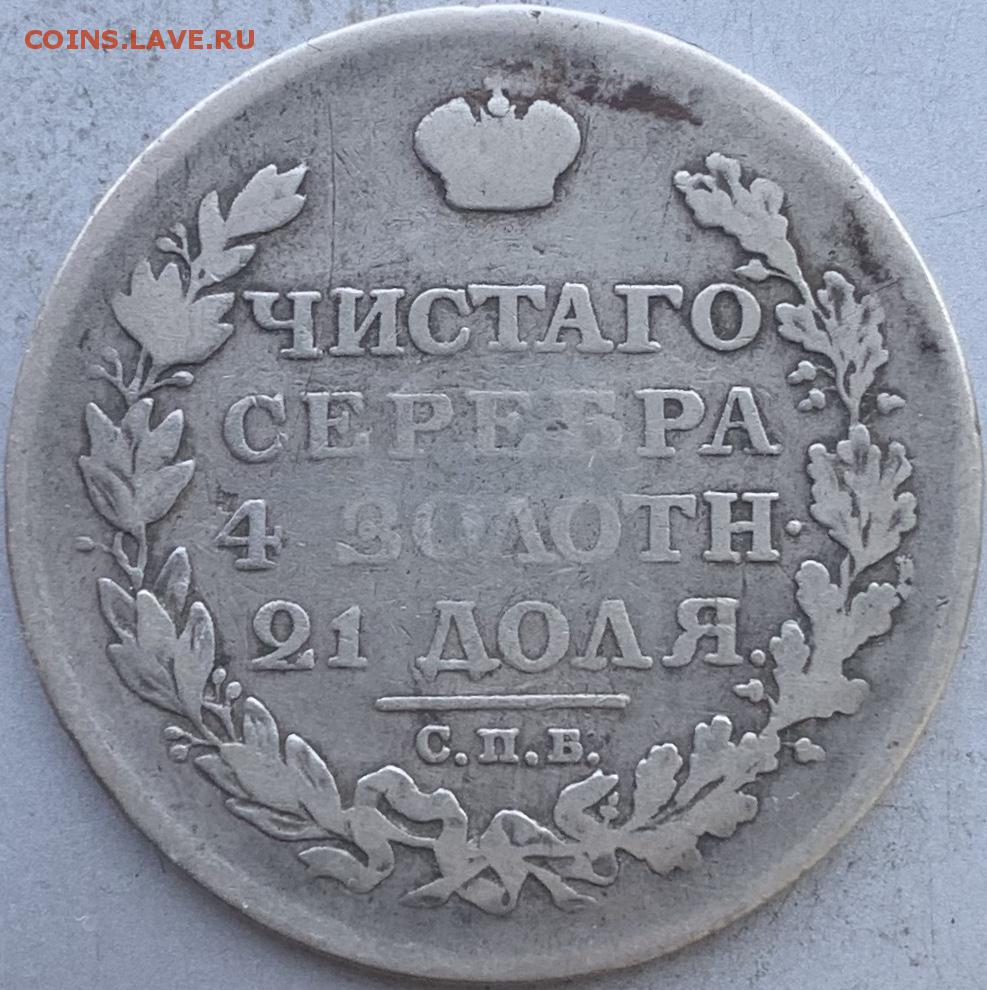 COINS.LAVE.RU
ЧИСТАГО
СЕРЕБРА
4 ЗОЛОТН.
21 ДОЛЯ.
С.П.Б.